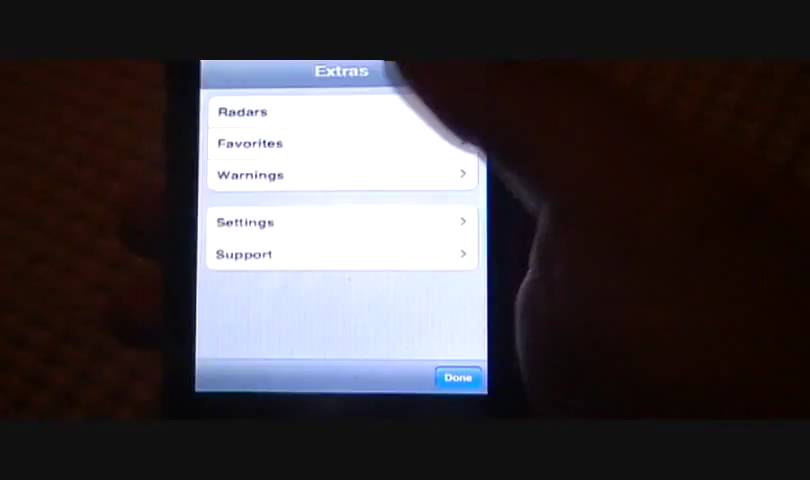 Extras
Radars
Favorites
Warnings
Settings
Support
Done